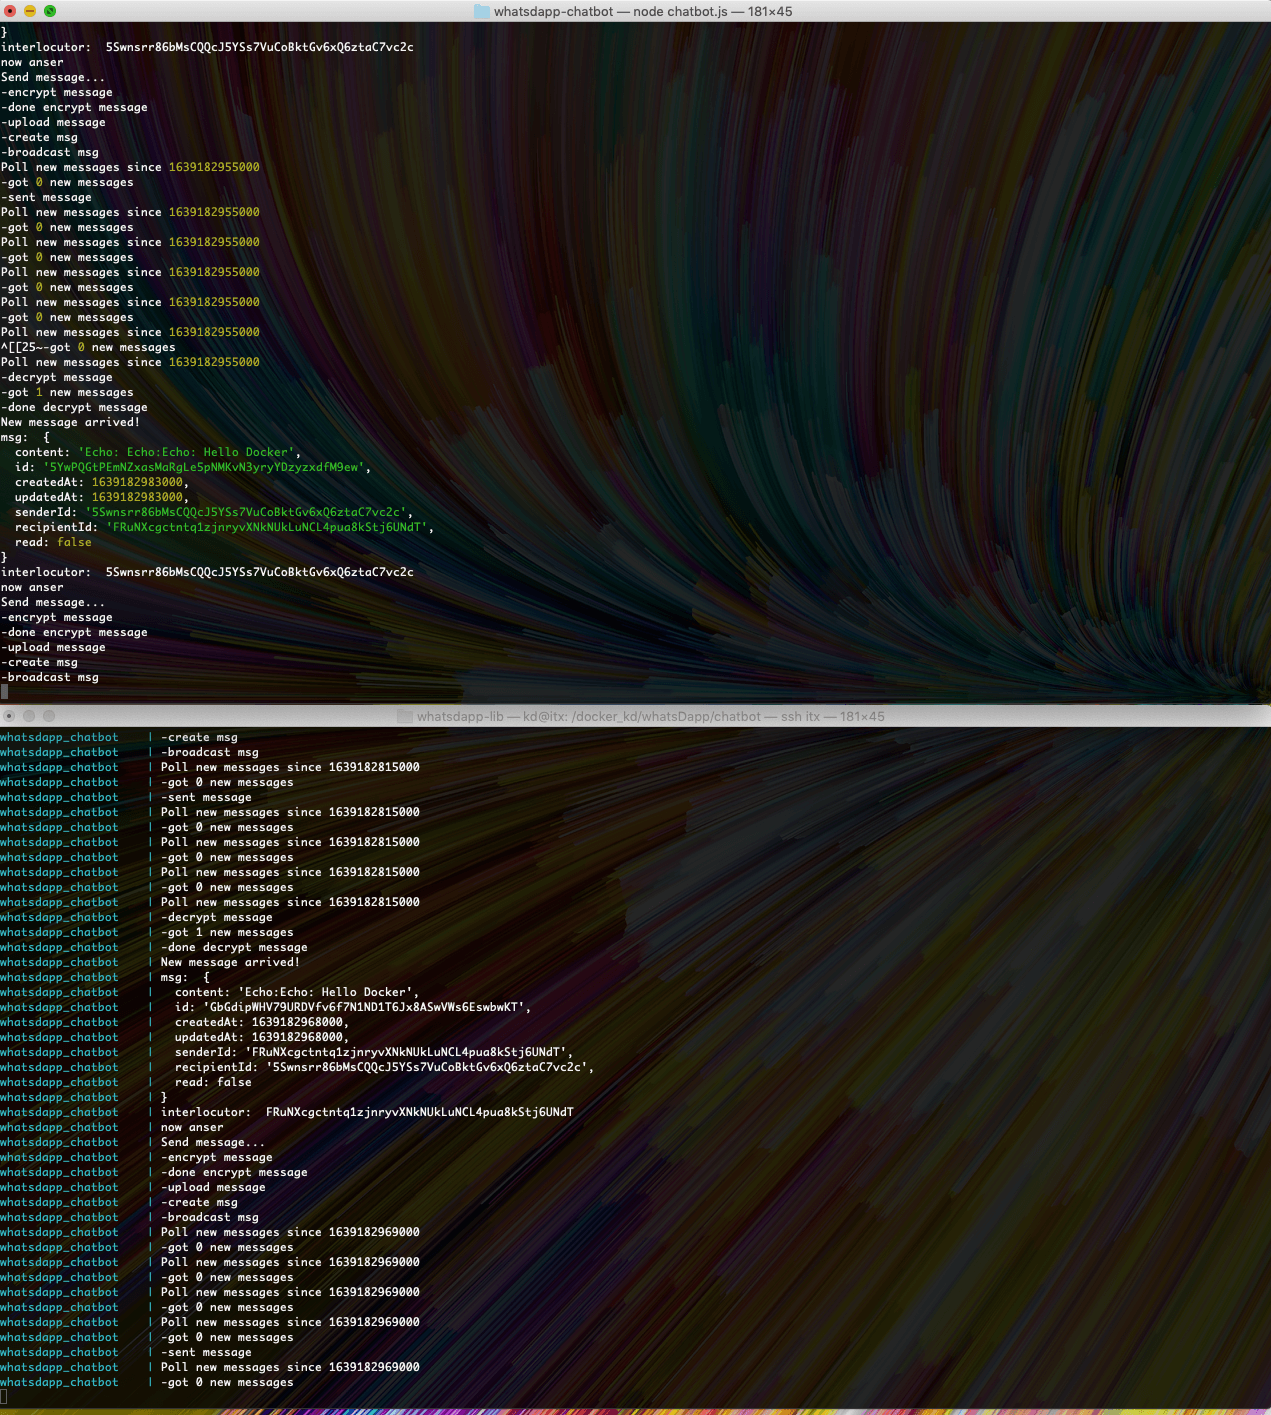 whatsdapp-chatbot — node chatbot.js — 181×45
}
interlocutor:  5Swnsrr86bMsCQQcJ5YSs7VuCoBktGv6xQ6ztaC7vc2c
now anser
Send message...
-encrypt message
-done encrypt message
-upload message
-create msg
-broadcast msg
Poll new messages since 1639182955000
-got 0 new messages
-sent message
Poll new messages since 1639182955000
-got 0 new messages
Poll new messages since 1639182955000
-got 0 new messages
Poll new messages since 1639182955000
-got 0 new messages
Poll new messages since 1639182955000
-got 0 new messages
Poll new messages since 1639182955000
^[[25~-got 0 new messages
Poll new messages since 1639182955000
-decrypt message
-got 1 new messages
-done decrypt message
New message arrived!
msg:  {
  content: 'Echo: Echo:Echo: Hello Docker',
  id: '5YwPQGtPEmNZxasMaRgLe5pNMKvN3yryYDzyzxdfM9ew',
  createdAt: 1639182983000,
  updatedAt: 1639182983000,
  senderId: '5Swnsrr86bMsCQQcJ5YSs7VuCoBktGv6xQ6ztaC7vc2c',
  recipientId: 'FRuNXcgctntq1zjnryvXNkNUkLuNCL4pua8kStj6UNdT',
  read: false
}
interlocutor:  5Swnsrr86bMsCQQcJ5YSs7VuCoBktGv6xQ6ztaC7vc2c
now anser
Send message...
-encrypt message
-done encrypt message
-upload message
-create msg
-broadcast msg
whatsdapp-lib — kd@itx: /docker_kd/whatsDapp/chatbot — ssh itx — 181×45
whatsdapp_chatbot    | -create msg
whatsdapp_chatbot    | -broadcast msg
whatsdapp_chatbot    | Poll new messages since 1639182815000
whatsdapp_chatbot    | -got 0 new messages
whatsdapp_chatbot    | -sent message
whatsdapp_chatbot    | Poll new messages since 1639182815000
whatsdapp_chatbot    | -got 0 new messages
whatsdapp_chatbot    | Poll new messages since 1639182815000
whatsdapp_chatbot    | -got 0 new messages
whatsdapp_chatbot    | Poll new messages since 1639182815000
whatsdapp_chatbot    | -got 0 new messages
whatsdapp_chatbot    | Poll new messages since 1639182815000
whatsdapp_chatbot    | -decrypt message
whatsdapp_chatbot    | -got 1 new messages
whatsdapp_chatbot    | -done decrypt message
whatsdapp_chatbot    | New message arrived!
whatsdapp_chatbot    | msg:  {
whatsdapp_chatbot    |   content: 'Echo:Echo: Hello Docker',
whatsdapp_chatbot    |   id: 'GbGdipWHV79URDVfv6f7N1ND1T6Jx8ASwVWs6EswbwKT',
whatsdapp_chatbot    |   createdAt: 1639182968000,
whatsdapp_chatbot    |   updatedAt: 1639182968000,
whatsdapp_chatbot    |   senderId: 'FRuNXcgctntq1zjnryvXNkNUkLuNCL4pua8kStj6UNdT',
whatsdapp_chatbot    |   recipientId: '5Swnsrr86bMsCQQcJ5YSs7VuCoBktGv6xQ6ztaC7vc2c',
whatsdapp_chatbot    |   read: false
whatsdapp_chatbot    | }
whatsdapp_chatbot    | interlocutor:  FRuNXcgctntq1zjnryvXNkNUkLuNCL4pua8kStj6UNdT
whatsdapp_chatbot    | now anser
whatsdapp_chatbot    | Send message...
whatsdapp_chatbot    | -encrypt message
whatsdapp_chatbot    | -done encrypt message
whatsdapp_chatbot    | -upload message
whatsdapp_chatbot    | -create msg
whatsdapp_chatbot    | -broadcast msg
whatsdapp_chatbot    | Poll new messages since 1639182969000
whatsdapp_chatbot    | -got 0 new messages
whatsdapp_chatbot    | Poll new messages since 1639182969000
whatsdapp_chatbot    | -got 0 new messages
whatsdapp_chatbot    | Poll new messages since 1639182969000
whatsdapp_chatbot    | -got 0 new messages
whatsdapp_chatbot    | Poll new messages since 1639182969000
whatsdapp_chatbot    | -got 0 new messages
whatsdapp_chatbot    | -sent message
whatsdapp_chatbot    | Poll new messages since 1639182969000
whatsdapp_chatbot    | -got 0 new messages